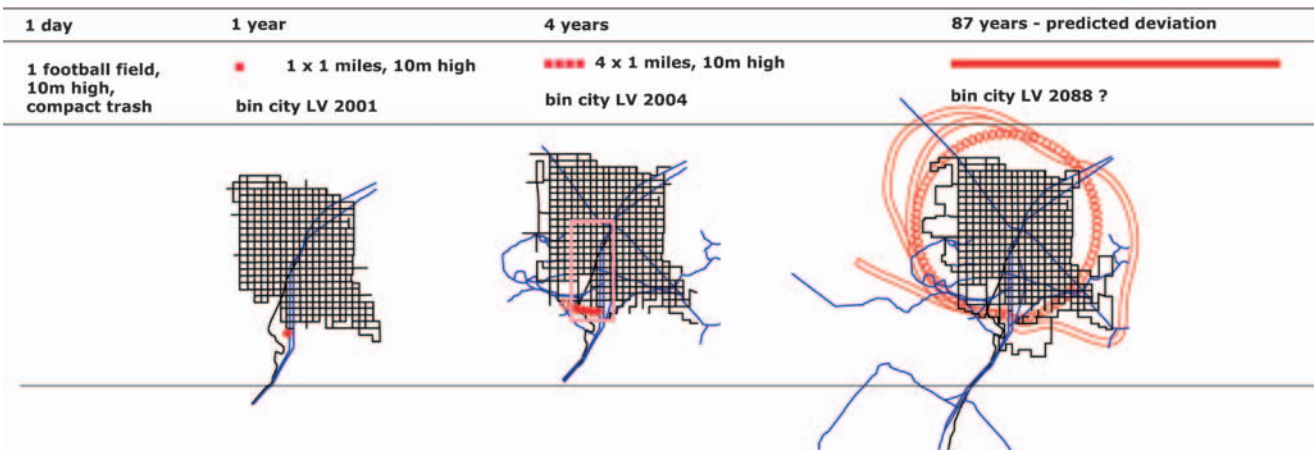 1 day
1 year
4 years
87 years - predicted deviation
1 football field,
10m high,
compact trash
1 x 1 miles, 10m high
bin city LV 2001
4 x 1 miles, 10m high
bin city LV 2004
bin city LV 2088 ?